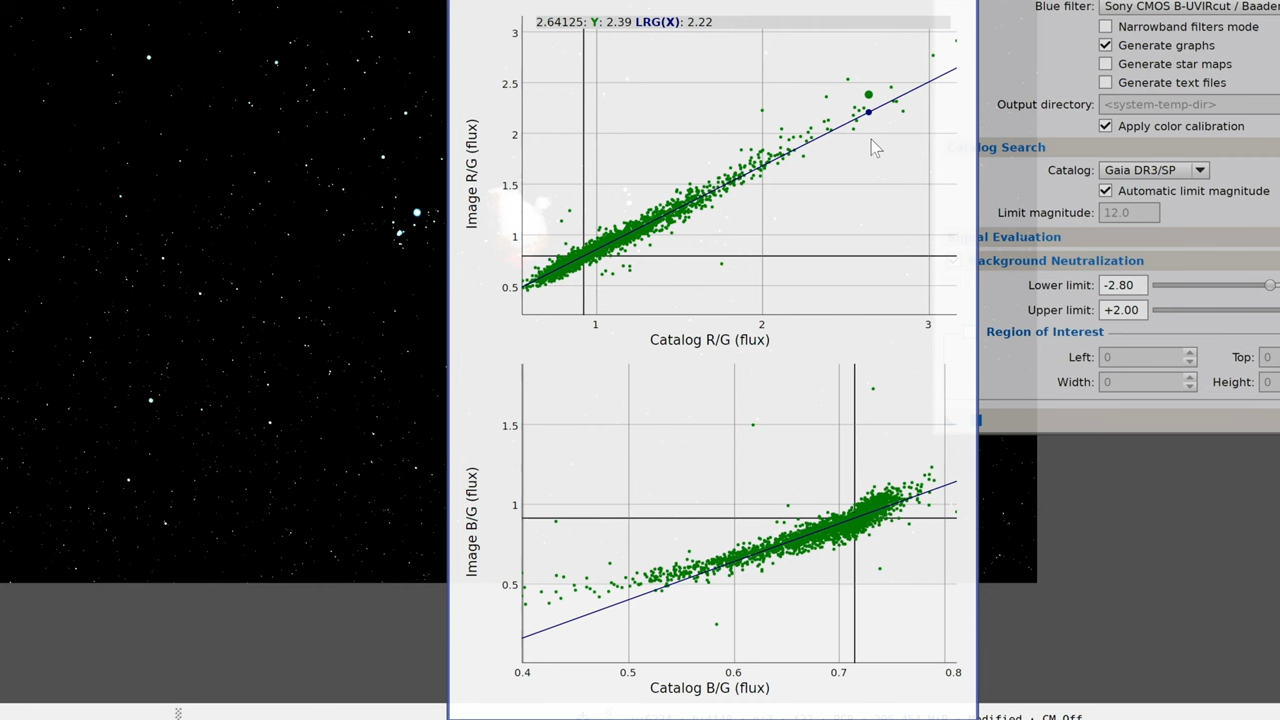 2.64125: Y: 2.39 LRG(X): 2.22
3
2.5
2
1.5
1
0.5
Image R/G (flux)
1 2 3
Catalog R/G (flux)
1.5
1
0.5
Image B/G (flux)
0.4 0.5 0.6 0.7 0.8
Catalog B/G (flux)
Blue filter: Sony CMOS B-UVIRcut / Baader
Narrowband filters mode
Generate graphs
Generate star maps
Generate text files
Output directory: <system-temp-dir>
Apply color calibration
Catalog Search
Catalog: Gaia DR3/SP
Automatic limit magnitude
Limit magnitude: 12.0
Signal Evaluation
Background Neutralization
Lower limit: -2.80
Upper limit: +2.00
Region of Interest
Left: 0 Top: 0
Width: 0 Height: 0